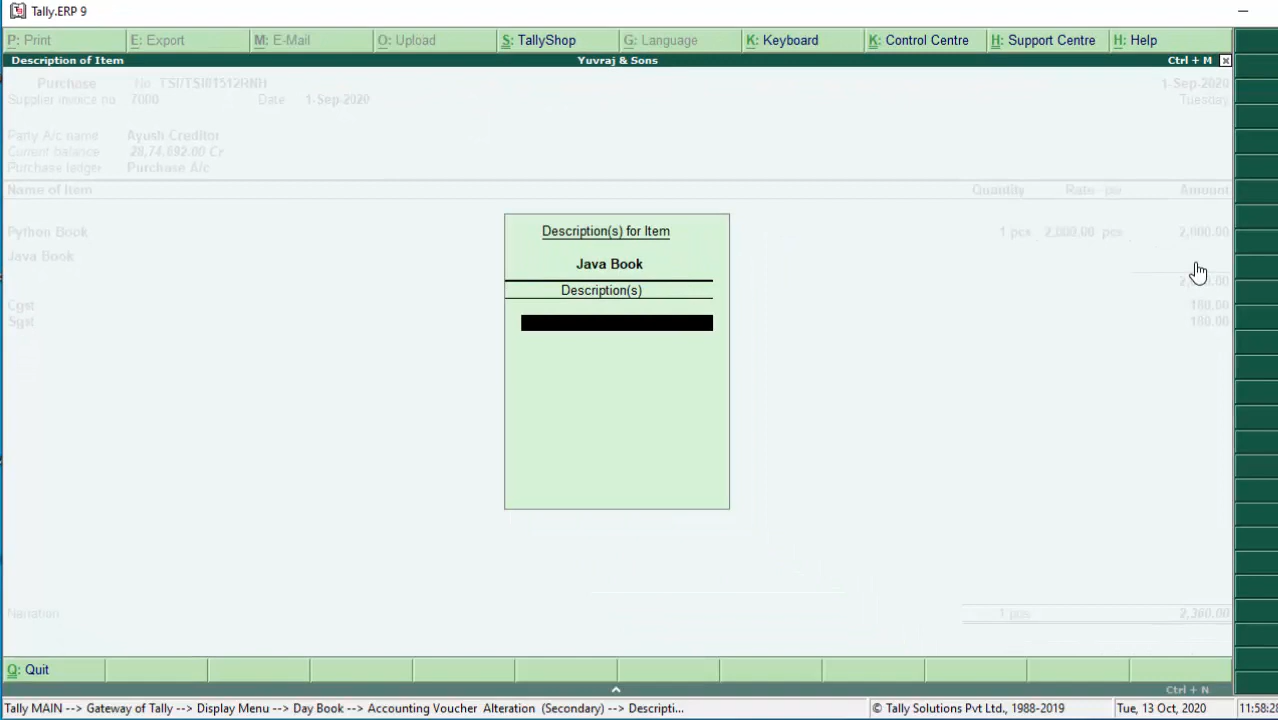 Tally.ERP 9
P: Print E: Export M: E-Mail O: Upload S: TallyShop G: Language K: Keyboard K: Control Centre H: Support Centre H: Help
Description of Item Yuvraj & Sons Ctrl + M
Purchase No TSI/TSI01512RNH 1-Sep-2020
Supplier invoice no 7000 Date 1-Sep-2020 Tuesday
Party A/c name Ayush Creditor
Current balance 28,74,692.00 Cr
Purchase ledger Purchase A/c
Name of Item Quantity Rate per Amount
Description(s) for Item
Python Book 1 pcs 2,000.00 pcs 2,000.00
Java Book
Java Book
Description(s)
Cgst 180.00
Sgst 180.00
Narration 1 pcs 2,360.00
Q: Quit
Ctrl + N
Tally MAIN --> Gateway of Tally --> Display Menu --> Day Book --> Accounting Voucher Alteration (Secondary) --> Descripti... © Tally Solutions Pvt Ltd., 1988-2019 Tue, 13 Oct, 2020 11:58:28